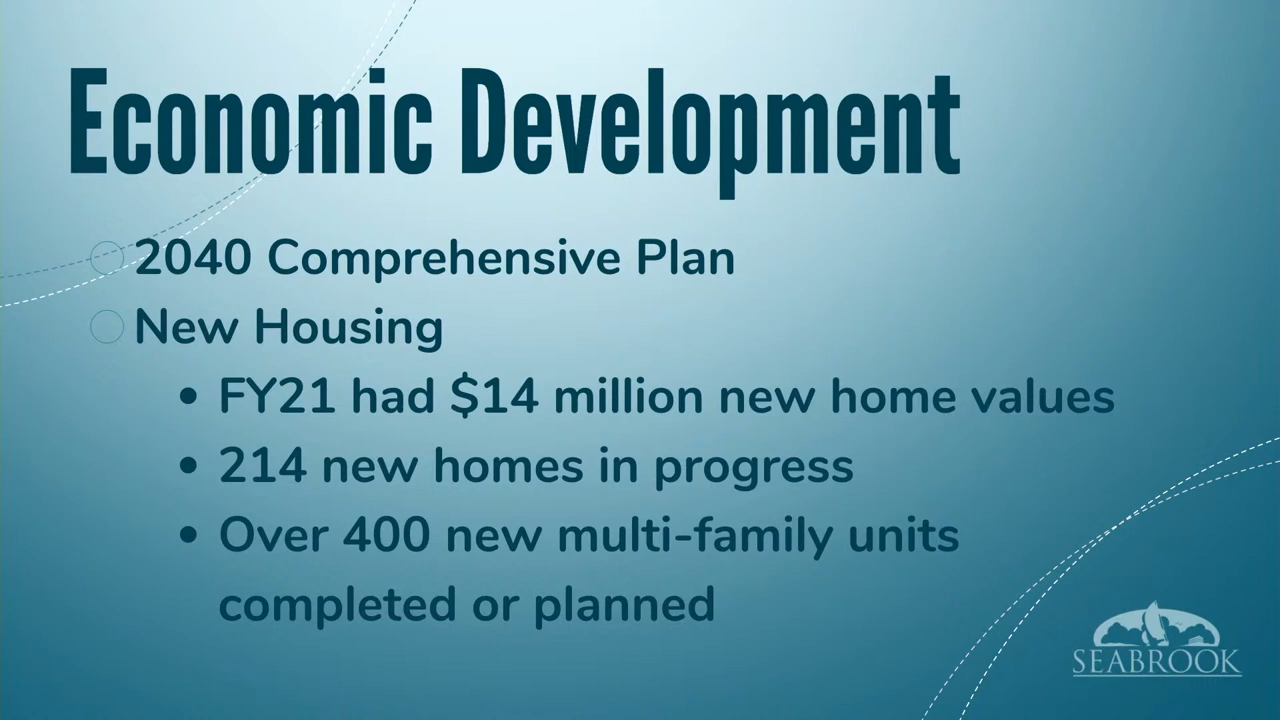 Economic Development
2040 Comprehensive Plan
New Housing
FY21 had $14 million new home values
214 new homes in progress
Over 400 new multi-family units
completed or planned
SEABROOK